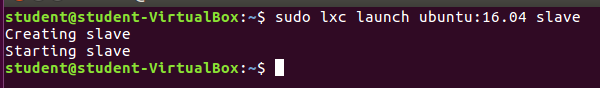 student@student-VirtualBox:~$ sudo lxc launch ubuntu:16.04 slave
Creating slave
Starting slave
student@student-VirtualBox:~$